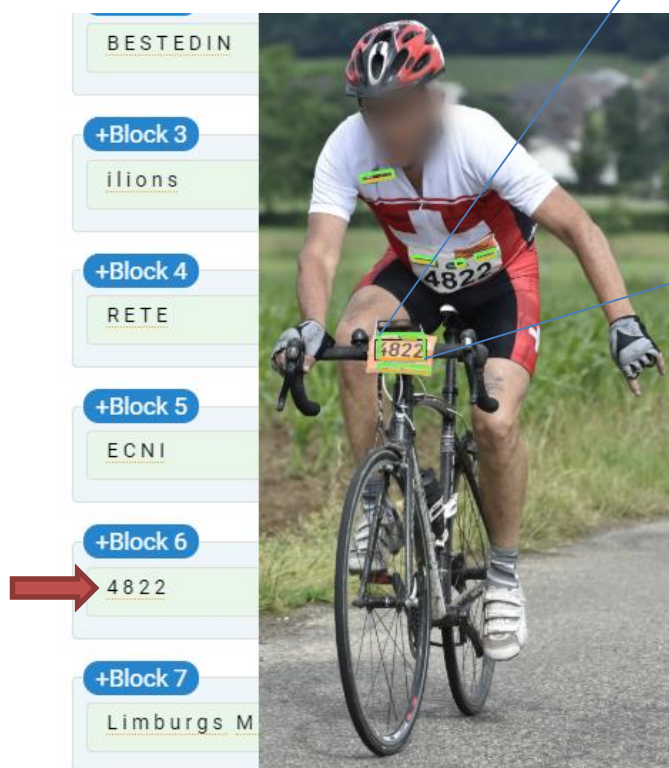 BESTEDIN
+Block 3
ilions
+Block 4
RETE
+Block 5
ECNI
+Block 6
4822
+Block 7
Limburgs M
4822
4822